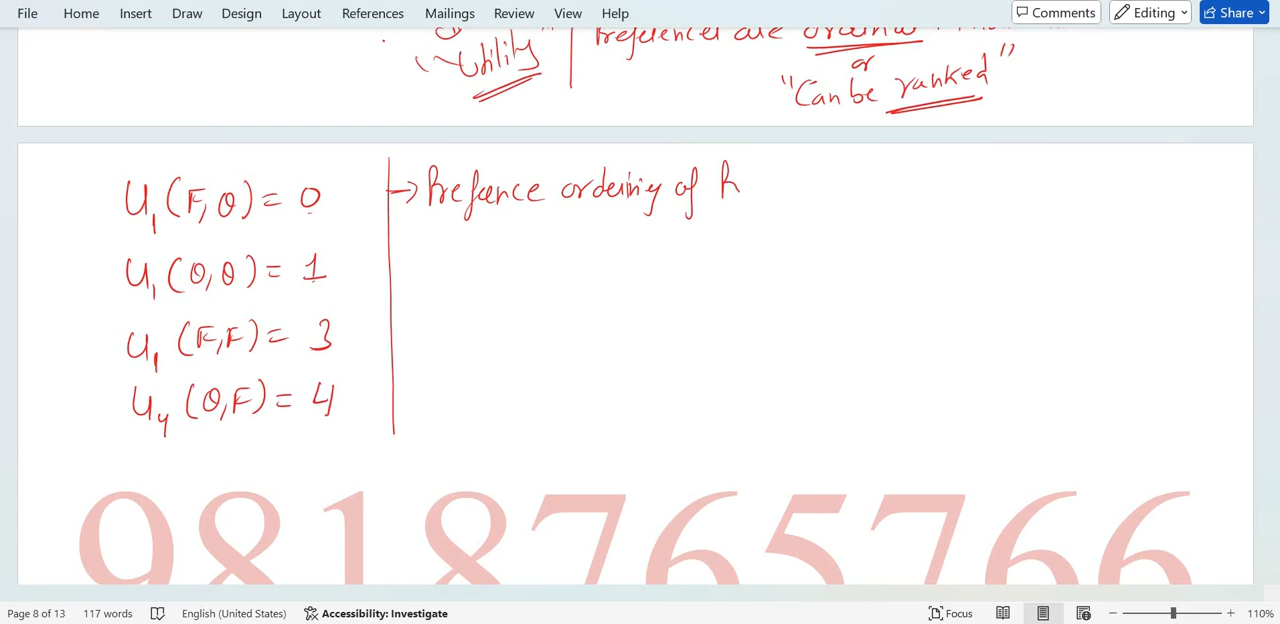 File Home Insert Draw Design Layout References Mailings Review View Help Comments Editing Share
Preferences are
"Utility"
or
"Can be ranked"
U₁(F,O) = 0
→ Prefernce ordering of
U₁(O,O) = 1
U₁(F,F) = 3
U₄(O,F) = 4
9818765766
Page 8 of 13 117 words English (United States) Accessibility: Investigate Focus 110%